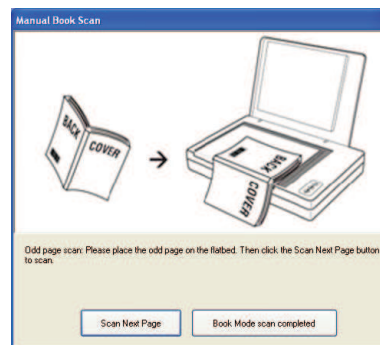 Manual Book Scan
BACK
COVER
BACK
COVER
Odd page scan: Please place the odd page on the flatbed. Then click the Scan Next Page button
to scan.
Scan Next Page
Book Mode scan completed